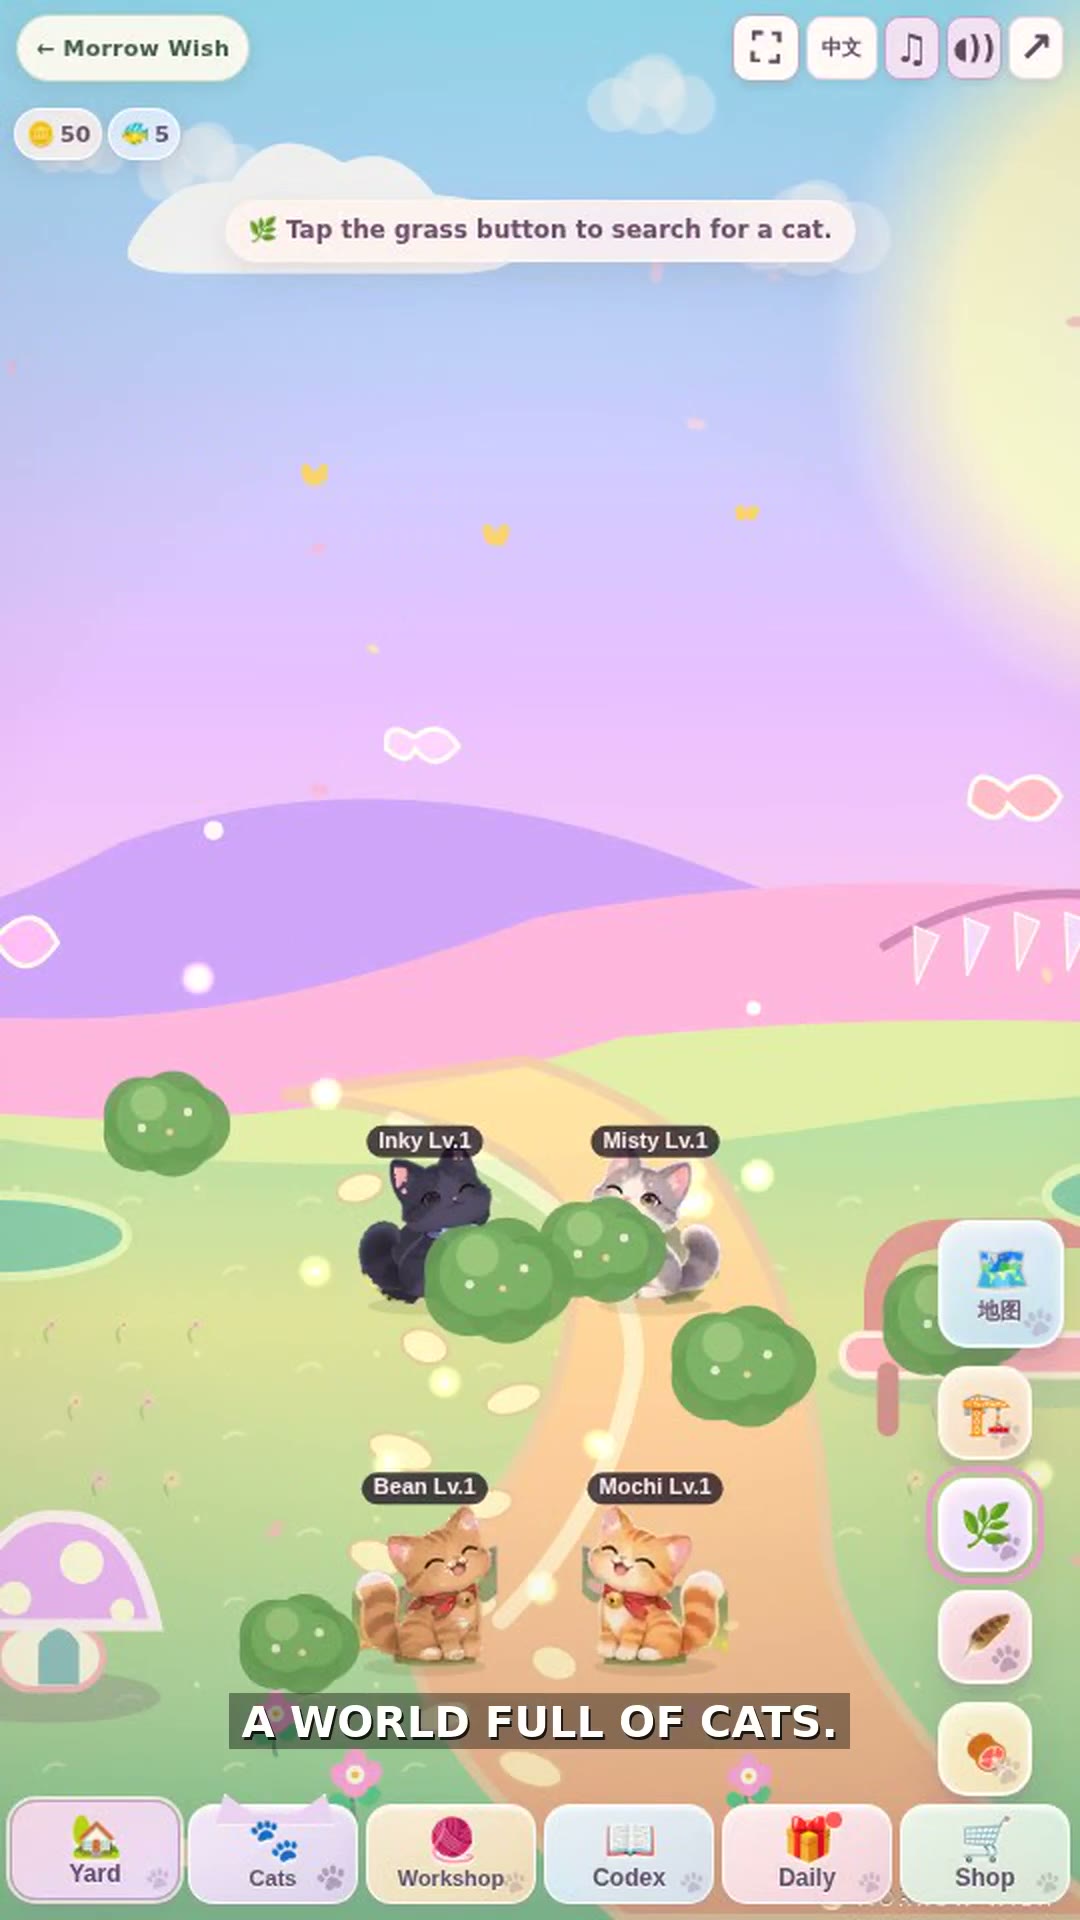 ← Morrow Wish
中文
50
5
Tap the grass button to search for a cat.
Inky Lv.1
Misty Lv.1
地图
Bean Lv.1
Mochi Lv.1
A WORLD FULL OF CATS.
Yard
Cats
Workshop
Codex
Daily
Shop